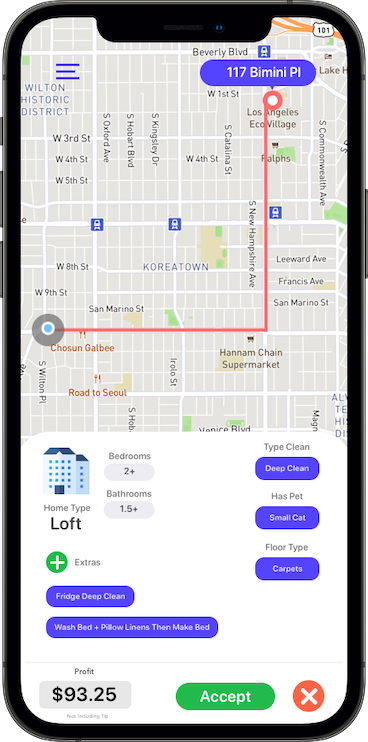 Beverly Blvd
101
117 Bimini Pl
Lake H
WILTON
HISTORIC
DISTRICT
W 1st St
Los Angeles
Eco Village
S Oxford Ave
S Hobart Blvd
S Kingsley Dr
S Catalina St
S Commonwealth Ave
W 3rd St
W 4th St
W 4th St
Ralphs
W 5th St
S New Hampshire Ave
W 8th St
KOREATOWN
Leeward Ave
Francis Ave
W 9th St
San Marino St
San Marino St
Chosun Galbee
Hannam Chain
Supermarket
S Wilton Pl
Irolo St
Road to Seoul
S Hob
Magn
Venice Blvd
Bedrooms
2+
Bathrooms
1.5+
Home Type
Loft
Type Clean
Deep Clean
Has Pet
Small Cat
Floor Type
Carpets
Extras
Fridge Deep Clean
Wash Bed + Pillow Linens Then Make Bed
Profit
$93.25
Not Including Tip
Accept